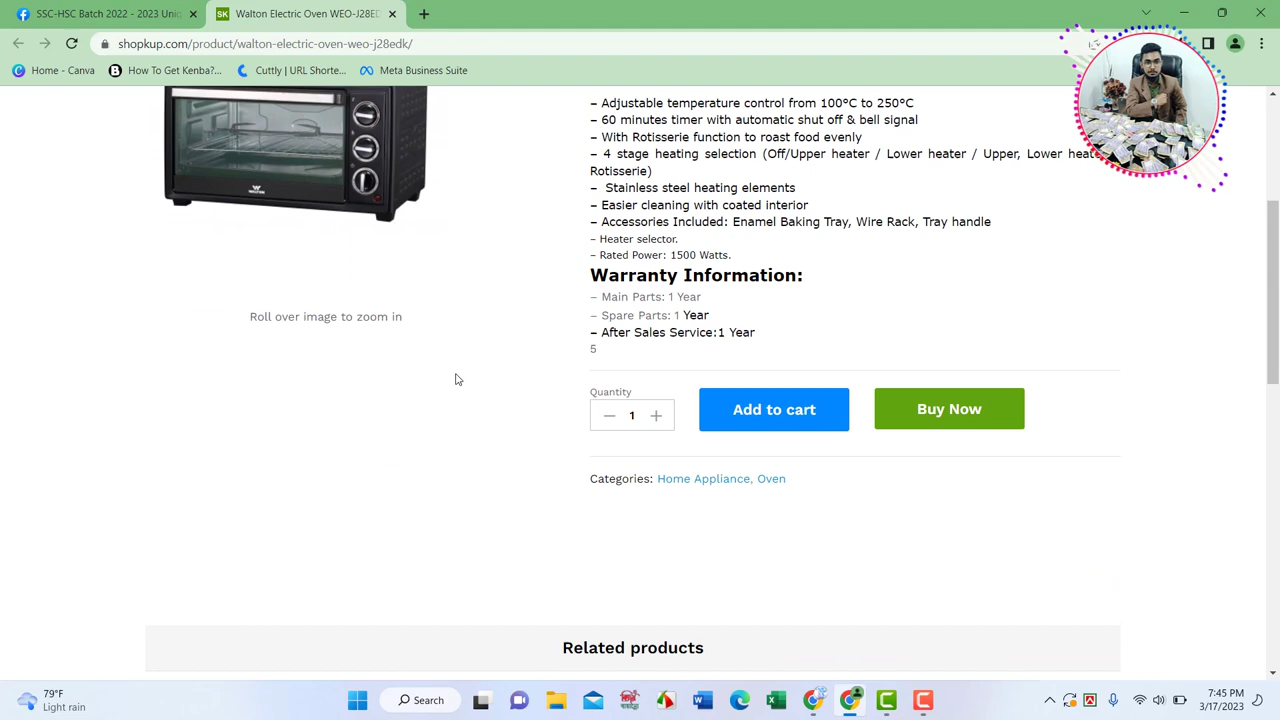 SSC-HSC Batch 2022 - 2023 Unio
Walton Electric Oven WEO-J28ED
shopkup.com/product/walton-electric-oven-weo-j28edk/
Home - Canva
How To Get Kenba?...
Cuttly | URL Shorte...
Meta Business Suite
– Adjustable temperature control from 100°C to 250°C
– 60 minutes timer with automatic shut off & bell signal
– With Rotisserie function to roast food evenly
– 4 stage heating selection (Off/Upper heater / Lower heater / Upper, Lower heat
Rotisserie)
– Stainless steel heating elements
– Easier cleaning with coated interior
– Accessories Included: Enamel Baking Tray, Wire Rack, Tray handle
– Heater selector.
– Rated Power: 1500 Watts.
Warranty Information:
– Main Parts: 1 Year
– Spare Parts: 1 Year
– After Sales Service:1 Year
5
Roll over image to zoom in
Quantity
− 1 +
Add to cart
Buy Now
Categories: Home Appliance, Oven
Related products
79°F
Light rain
Search
7:45 PM
3/17/2023